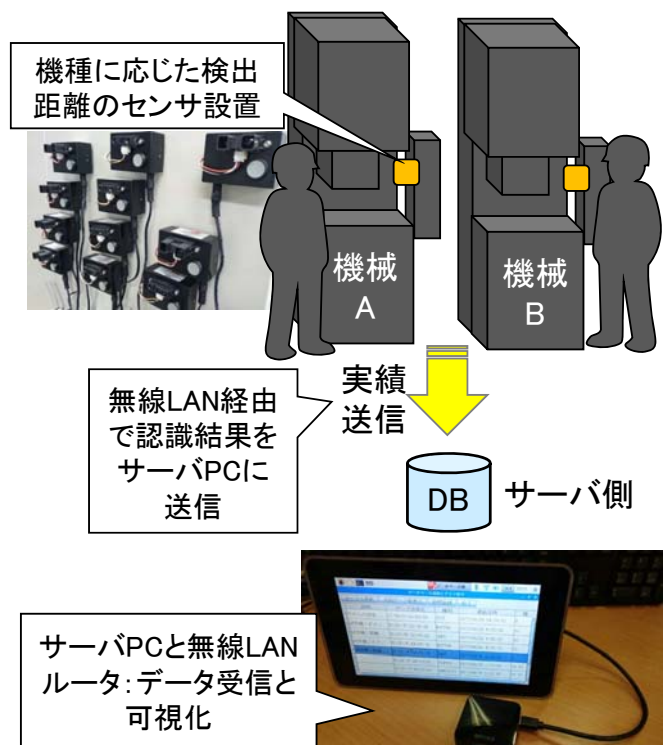 機種に応じた検出
距離のセンサ設置
機械
A
機械
B
実績
送信
無線LAN経由
で認識結果を
サーバPCに
送信
DB
サーバ側
サーバPCと無線LAN
ルータ：データ受信と
可視化